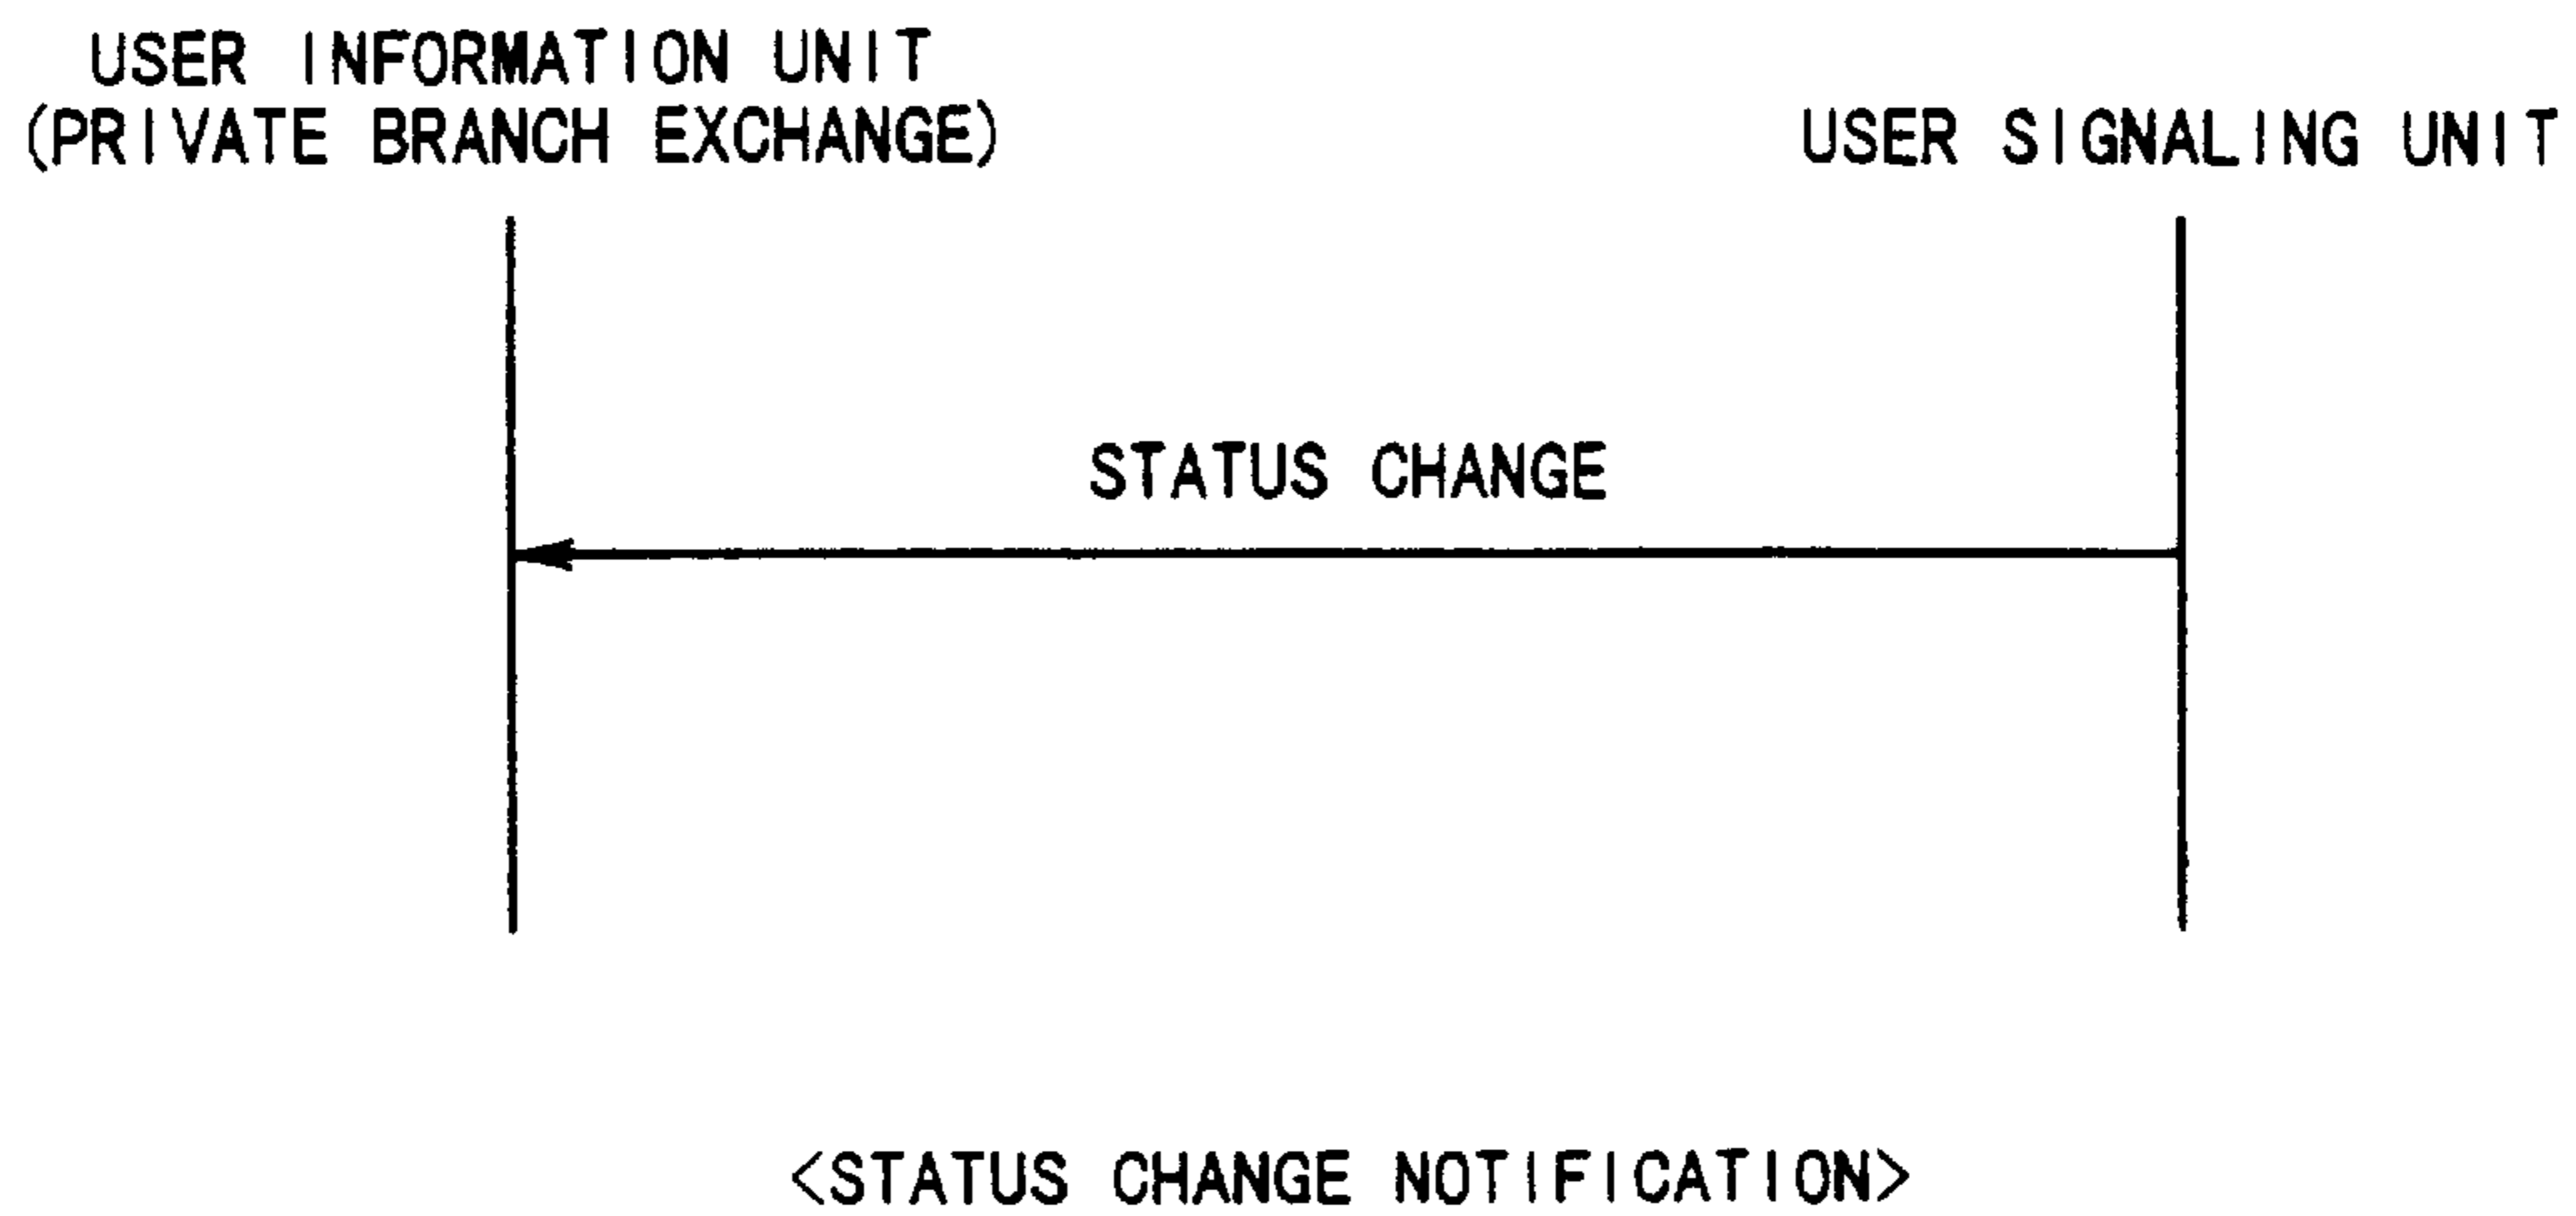 USER INFORMATION UNIT
(PRIVATE BRANCH EXCHANGE)
USER SIGNALING UNIT
STATUS CHANGE
<STATUS CHANGE NOTIFICATION>